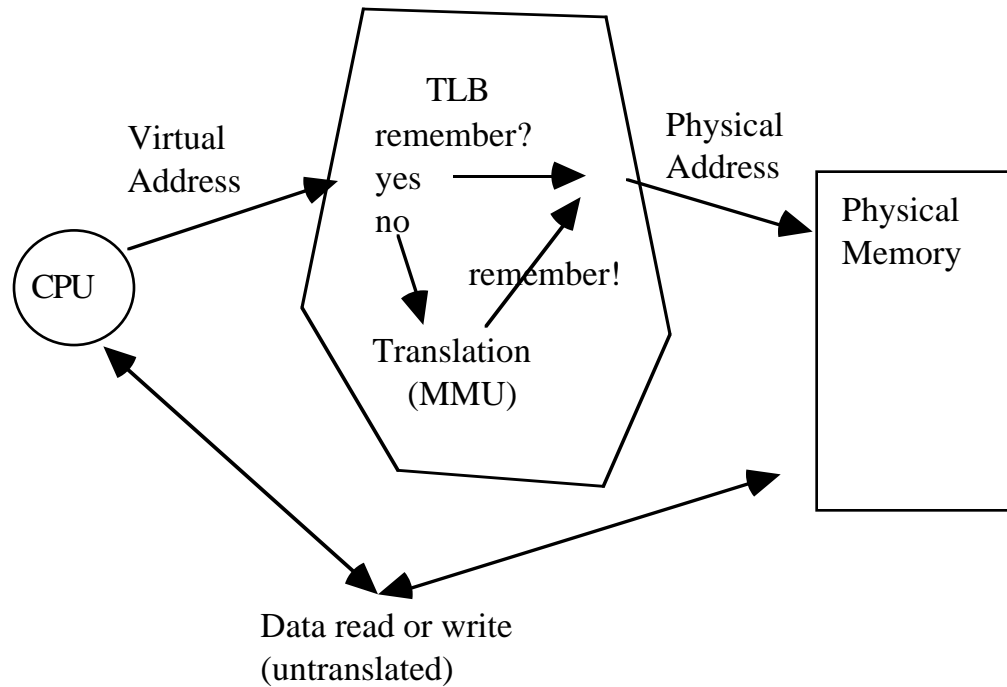 TLB
remember?
yes
no
remember!
Translation
(MMU)
Virtual
Address
Physical
Address
Physical
Memory
CPU
Data read or write
(untranslated)